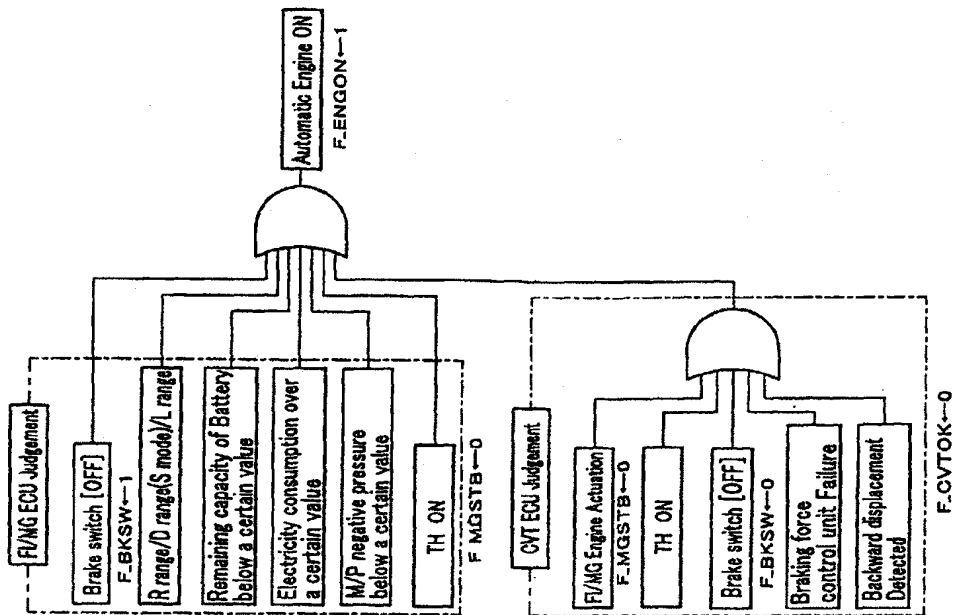 FI/MG ECU Judgement
Brake switch [OFF]
F_BKSW←1
R range/D range(S mode)/L range
Remaining capacity of Battery
below a certain value
Electricity consumption over
a certain value
M/P negative pressure
below a certain value
TH ON
F_MGSTB←0
Automatic Engine ON
F_ENGON←1
CVT ECU Judgement
FI/MG Engine Actuation
F_MGSTB←0
TH ON
Brake switch [OFF]
F_BKSW←0
Braking force
control unit Failure
Backward displacement
Detected
F_CVTOK←0